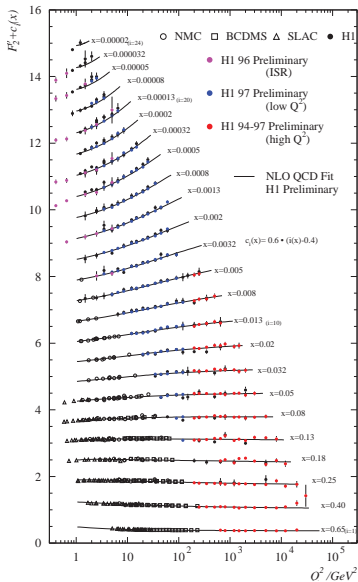 F₂ᵉᵐ+cᵢ(x)
16
14
12
10
8
6
4
2
0
x=0.00002 (i:24)
x=0.000032
x=0.00005
x=0.00008
x=0.00013 (i:20)
x=0.0002
x=0.00032
x=0.0005
x=0.0008
x=0.0013
x=0.002
x=0.0032
x=0.005
x=0.008
x=0.013 (i:10)
x=0.02
x=0.032
x=0.05
x=0.08
x=0.13
x=0.18
x=0.25
x=0.40
x=0.65 (i:1)
NMC BCDMS SLAC H1
H1 96 Preliminary
(ISR)
H1 97 Preliminary
(low Q²)
H1 94-97 Preliminary
(high Q²)
NLO QCD Fit
H1 Preliminary
cᵢ(x)= 0.6 • (i(x)-0.4)
1 10 10² 10³ 10⁴ 10⁵
Q² /GeV²